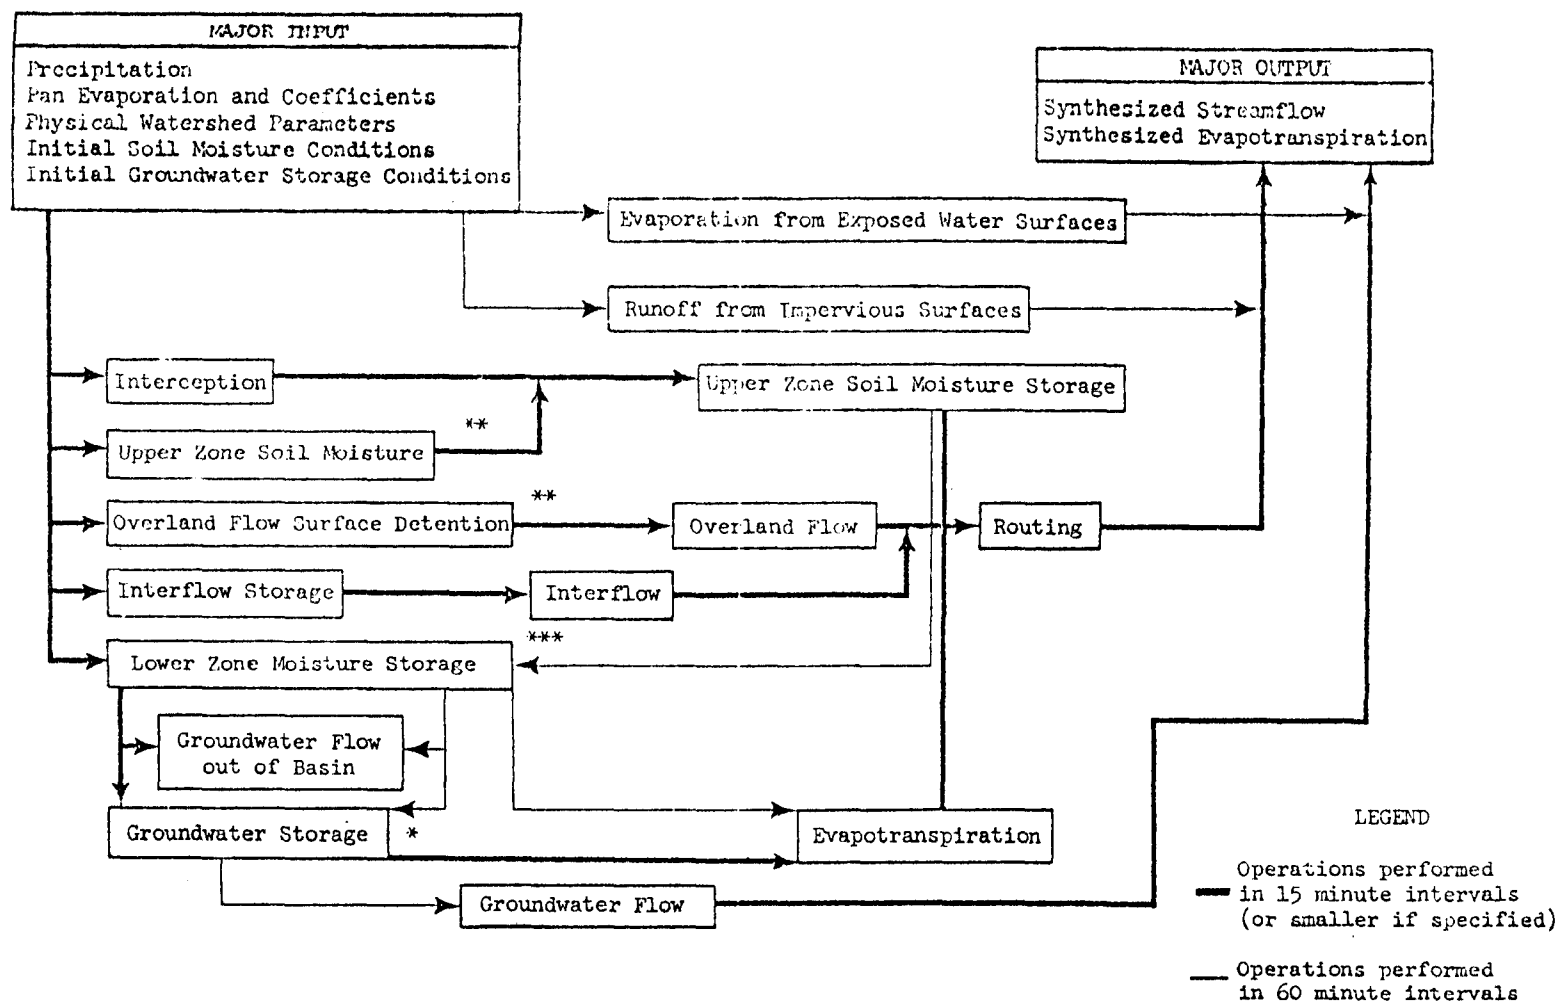 MAJOR INPUT
Precipitation
Pan Evaporation and Coefficients
Physical Watershed Parameters
Initial Soil Moisture Conditions
Initial Groundwater Storage Conditions
MAJOR OUTPUT
Synthesized Streamflow
Synthesized Evapotranspiration
Evaporation from Exposed Water Surfaces
Runoff from Impervious Surfaces
Interception
Upper Zone Soil Moisture Storage
**
Upper Zone Soil Moisture
**
Overland Flow Surface Detention
Overland Flow
Routing
Interflow Storage
Interflow
***
Lower Zone Moisture Storage
Groundwater Flow
out of Basin
Groundwater Storage
*
Evapotranspiration
Groundwater Flow
LEGEND
Operations performed
in 15 minute intervals
(or smaller if specified)
Operations performed
in 60 minute intervals